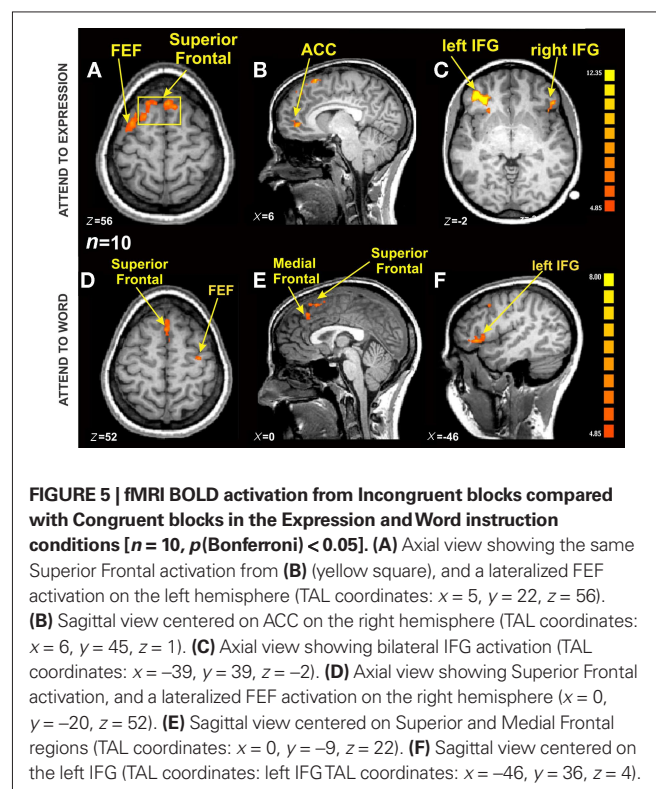 ATTEND TO EXPRESSION
FEF
Superior
Frontal
A
Z=56
ACC
B
X=6
left IFG
right IFG
C
12.35
4.85
Z=-2
n=10
ATTEND TO WORD
Superior
Frontal
D
FEF
Z=52
Medial
Frontal
Superior
Frontal
E
X=0
F
left IFG
X=-46
8.00
4.85
FIGURE 5 | fMRI BOLD activation from Incongruent blocks compared
with Congruent blocks in the Expression and Word instruction
conditions [n = 10, p(Bonferroni) < 0.05]. (A) Axial view showing the same
Superior Frontal activation from (B) (yellow square), and a lateralized FEF
activation on the left hemisphere (TAL coordinates: x = 5, y = 22, z = 56).
(B) Sagittal view centered on ACC on the right hemisphere (TAL coordinates:
x = 6, y = 45, z = 1). (C) Axial view showing bilateral IFG activation (TAL
coordinates: x = −39, y = 39, z = −2). (D) Axial view showing Superior Frontal
activation, and a lateralized FEF activation on the right hemisphere (x = 0,
y = −20, z = 52). (E) Sagittal view centered on Superior and Medial Frontal
regions (TAL coordinates: x = 0, y = −9, z = 22). (F) Sagittal view centered on
the left IFG (TAL coordinates: left IFG TAL coordinates: x = −46, y = 36, z = 4).